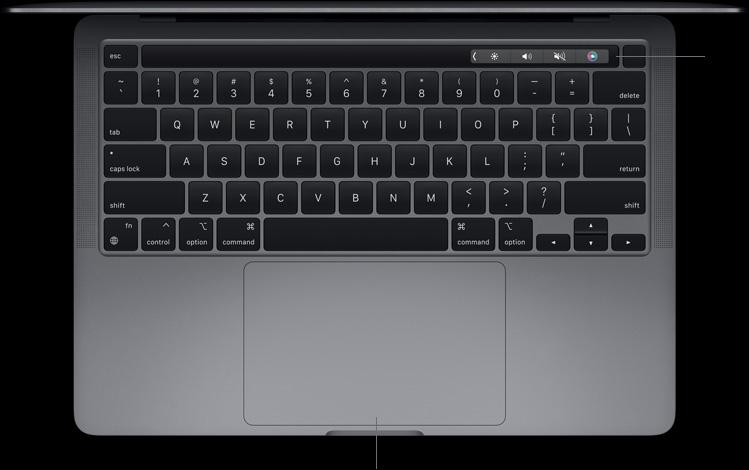 esc
~ ! @ # $ % ^ & * ( ) — +
` 1 2 3 4 5 6 7 8 9 0 - = delete
tab Q W E R T Y U I O P { [ } ] | \
caps lock A S D F G H J K L : ; " ' return
shift Z X C V B N M < , > . ? / shift
fn ^ ⌥ ⌘ ⌘ ⌥ ▲
control option command command option ◄ ▼ ►